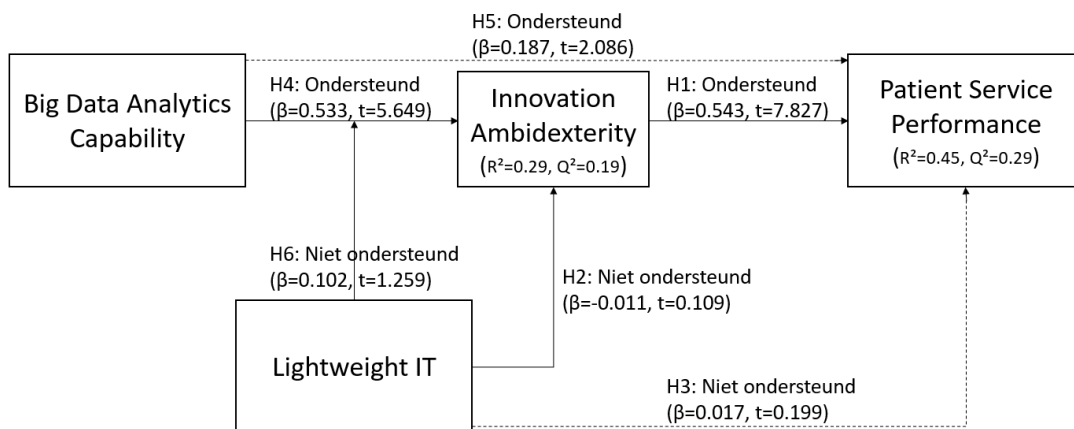 H5: Ondersteund
(β=0.187, t=2.086)
Big Data Analytics
Capability
H4: Ondersteund
(β=0.533, t=5.649)
Innovation
Ambidexterity
(R²=0.29, Q²=0.19)
H1: Ondersteund
(β=0.543, t=7.827)
Patient Service
Performance
(R²=0.45, Q²=0.29)
H6: Niet ondersteund
(β=0.102, t=1.259)
H2: Niet ondersteund
(β=-0.011, t=0.109)
Lightweight IT
H3: Niet ondersteund
(β=0.017, t=0.199)